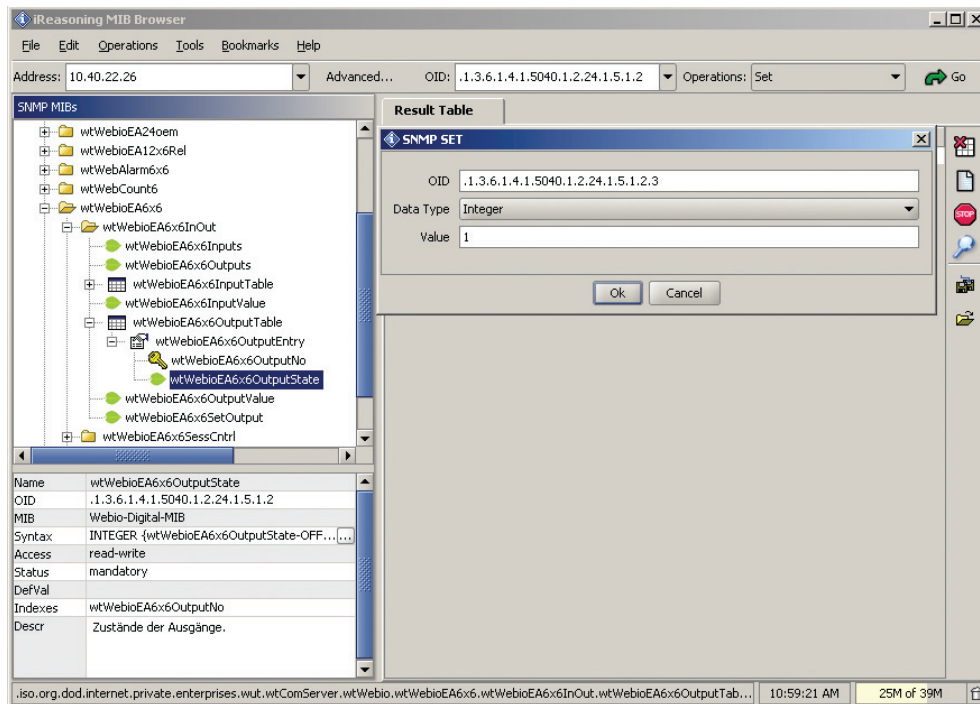 iReasoning MIB Browser
File Edit Operations Tools Bookmarks Help
Address: 10.40.22.26 Advanced... OID: .1.3.6.1.4.1.5040.1.2.24.1.5.1.2 Operations: Set Go
SNMP MIBs
wtWebioEA24oem
wtWebioEA12x6Rel
wtWebAlarm6x6
wtWebCount6
wtWebioEA6x6
wtWebioEA6x6InOut
wtWebioEA6x6Inputs
wtWebioEA6x6Outputs
wtWebioEA6x6InputTable
wtWebioEA6x6InputValue
wtWebioEA6x6OutputTable
wtWebioEA6x6OutputEntry
wtWebioEA6x6OutputNo
wtWebioEA6x6OutputState
wtWebioEA6x6OutputValue
wtWebioEA6x6SetOutput
wtWebioEA6x6SessCntrl
Name wtWebioEA6x6OutputState
OID .1.3.6.1.4.1.5040.1.2.24.1.5.1.2
MIB Webio-Digital-MIB
Syntax INTEGER {wtWebioEA6x6OutputState-OFF... ...
Access read-write
Status mandatory
DefVal
Indexes wtWebioEA6x6OutputNo
Descr Zustände der Ausgänge.
Result Table
SNMP SET
OID .1.3.6.1.4.1.5040.1.2.24.1.5.1.2.3
Data Type Integer
Value 1
Ok Cancel
STOP
.iso.org.dod.internet.private.enterprises.wut.wtComServer.wtWebio.wtWebioEA6x6.wtWebioEA6x6InOut.wtWebioEA6x6OutputTab... 10:59:21 AM 25M of 39M